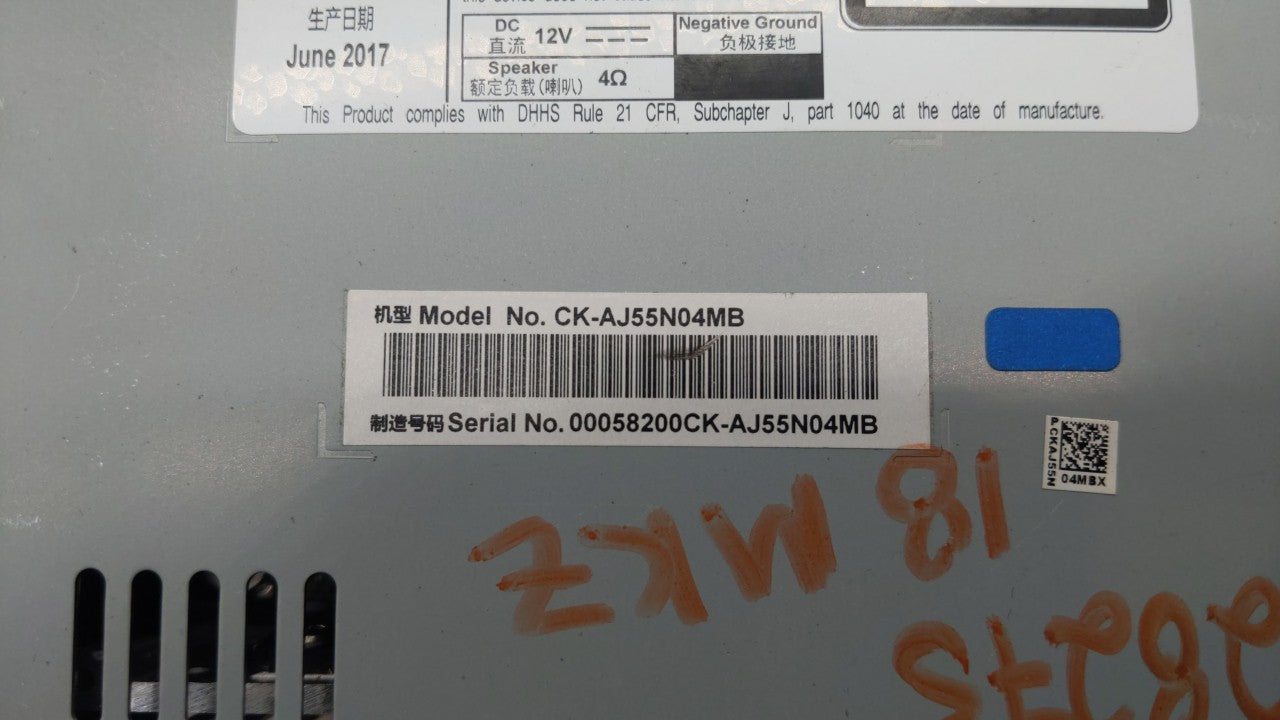 生产日期
June 2017
DC
直流 12V
Negative Ground
负极接地
Speaker
额定负载(喇叭) 4Ω
This Product complies with DHHS Rule 21 CFR, Subchapter J, part 1040 at the date of manufacture.
机型 Model No. CK-AJ55N04MB
制造号码 Serial No. 00058200CK-AJ55N04MB
A.CKAJ55N
04MBX
18 MKZ